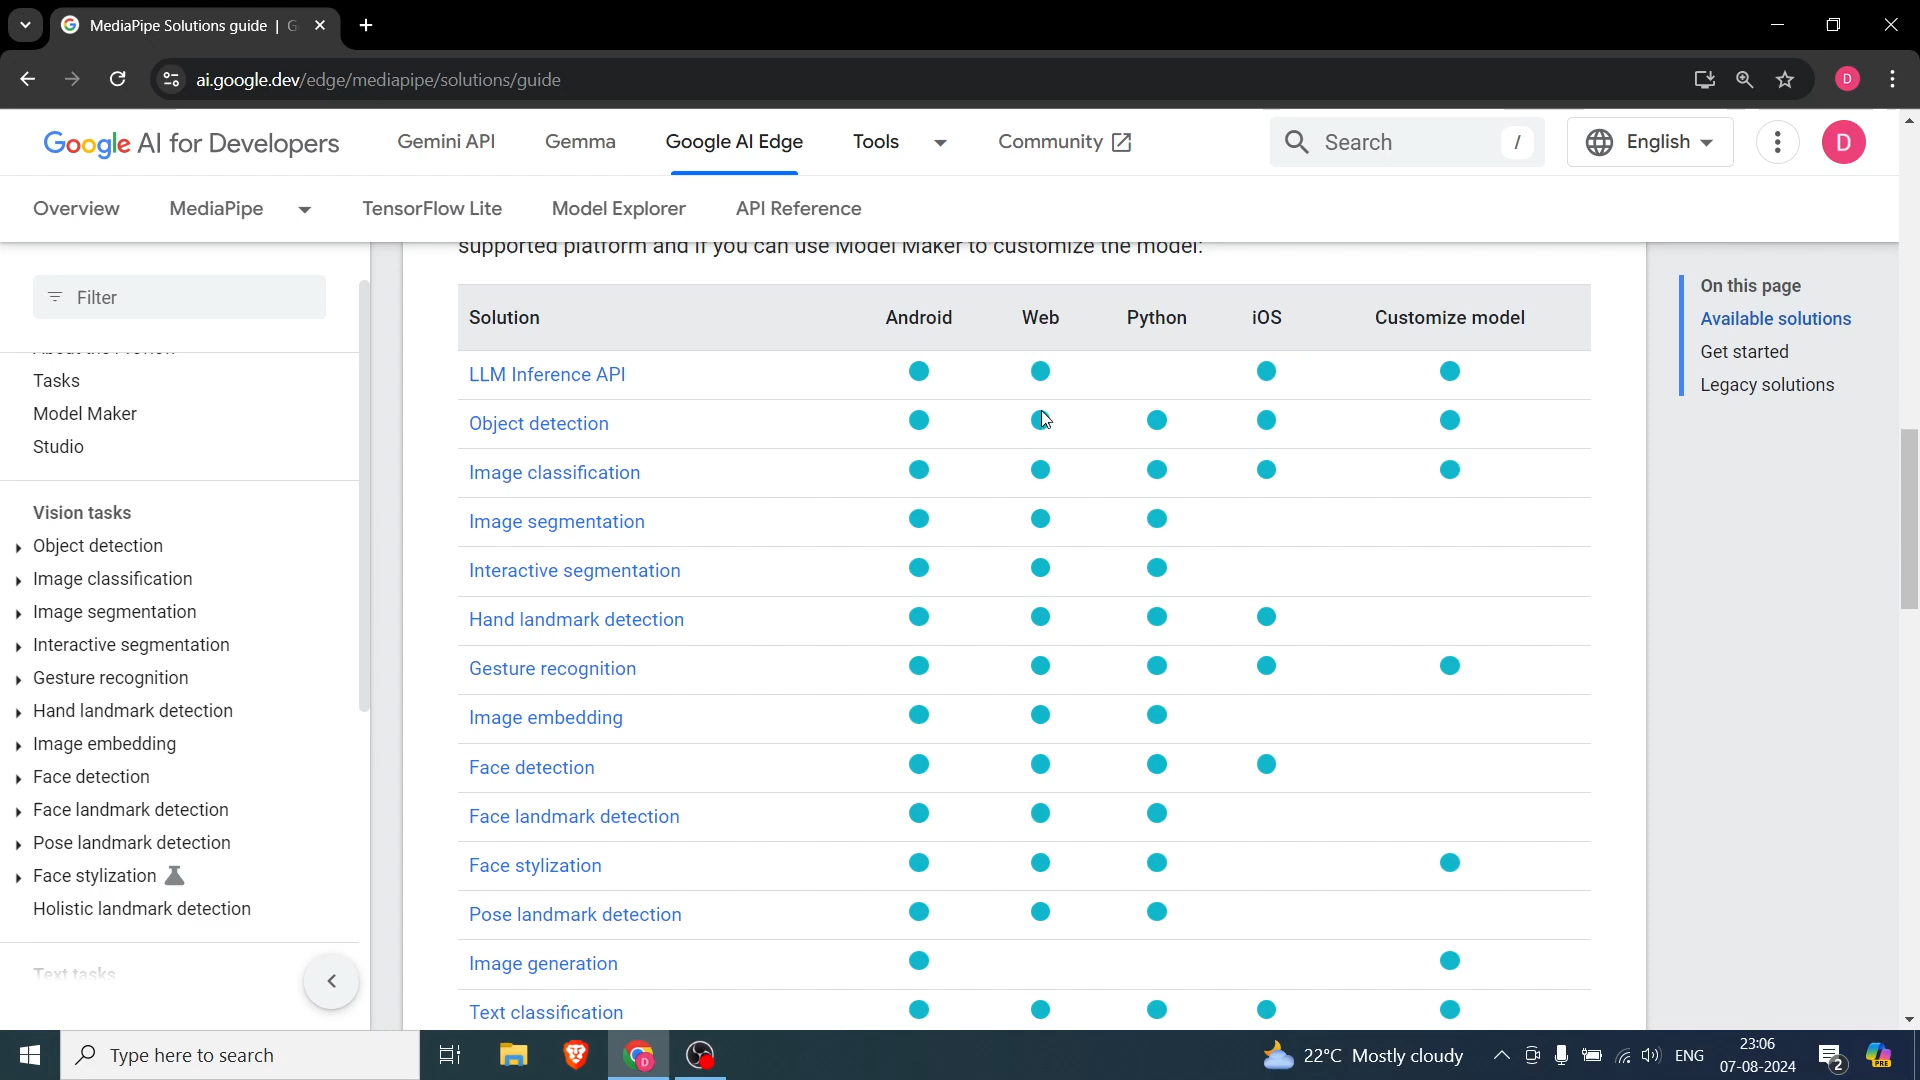 MediaPipe Solutions guide | G
ai.google.dev/edge/mediapipe/solutions/guide
D
Google AI for Developers
Gemini API
Gemma
Google AI Edge
Tools
Community
Search
/
English
D
Overview
MediaPipe
TensorFlow Lite
Model Explorer
API Reference
supported platform and if you can use Model Maker to customize the model:
Filter
Tasks
Model Maker
Studio
Vision tasks
Object detection
Image classification
Image segmentation
Interactive segmentation
Gesture recognition
Hand landmark detection
Image embedding
Face detection
Face landmark detection
Pose landmark detection
Face stylization
Holistic landmark detection
Text tasks
Solution Android Web Python iOS Customize model
LLM Inference API
Object detection
Image classification
Image segmentation
Interactive segmentation
Hand landmark detection
Gesture recognition
Image embedding
Face detection
Face landmark detection
Face stylization
Pose landmark detection
Image generation
Text classification
On this page
Available solutions
Get started
Legacy solutions
Type here to search
D
22°C Mostly cloudy
ENG
23:06
07-08-2024
2
PRE